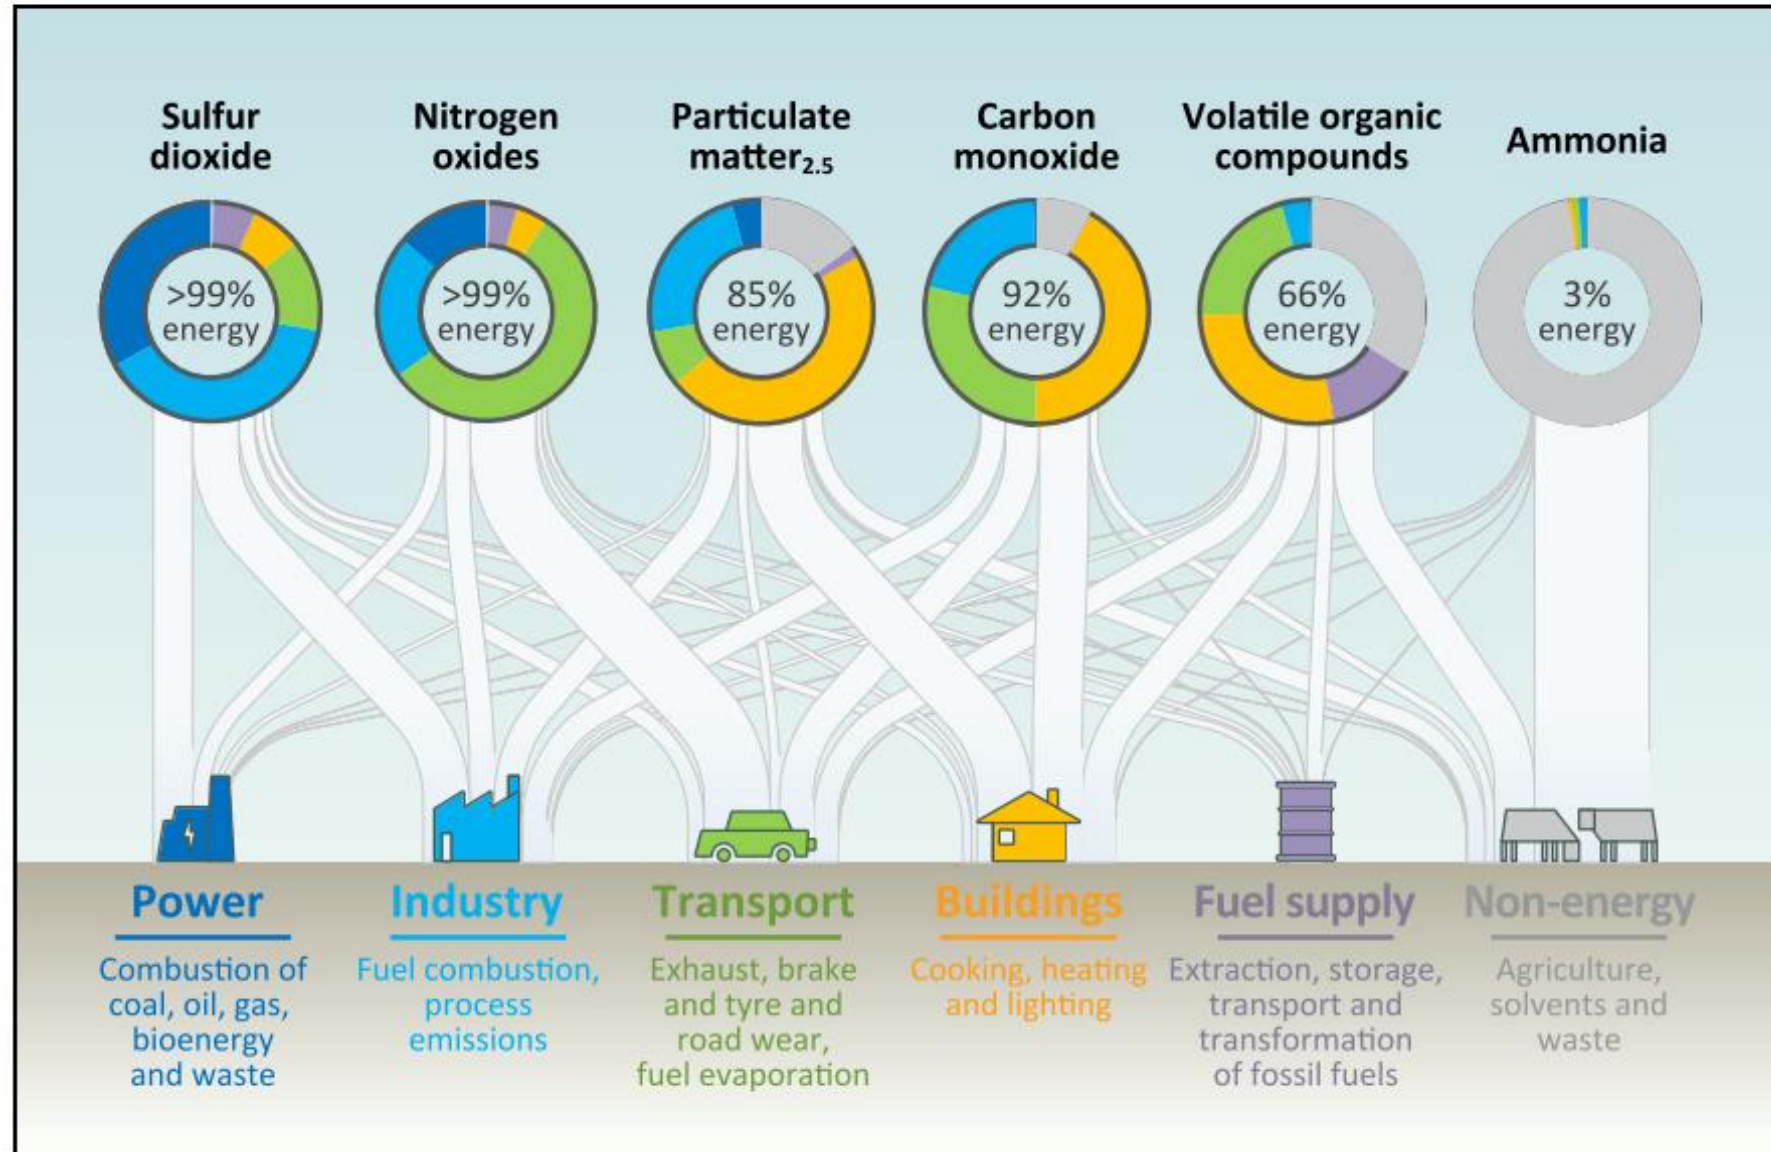 Sulfur
dioxide
Nitrogen
oxides
Particulate
matter2.5
Carbon
monoxide
Volatile organic
compounds
Ammonia
>99%
energy
>99%
energy
85%
energy
92%
energy
66%
energy
3%
energy
Power
Combustion of
coal, oil, gas,
bioenergy
and waste
Industry
Fuel combustion,
process
emissions
Transport
Exhaust, brake
and tyre and
road wear,
fuel evaporation
Buildings
Cooking, heating
and lighting
Fuel supply
Extraction, storage,
transport and
transformation
of fossil fuels
Non-energy
Agriculture,
solvents and
waste